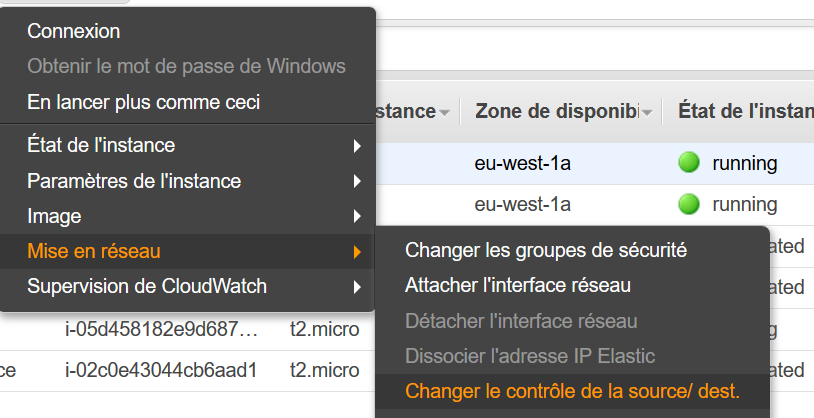 Connexion
Obtenir le mot de passe de Windows
En lancer plus comme ceci
stance Zone de disponibi État de l'instan
État de l'instance
eu-west-1a running
Paramètres de l'instance
Image
eu-west-1a running
Mise en réseau
Changer les groupes de sécurité
ated
Supervision de CloudWatch
Attacher l'interface réseau
ated
i-05d458182e9d687…
t2.micro
Détacher l'interface réseau
g
Dissocier l'adresse IP Elastic
ce
i-02c0e43044cb6aad1
t2.micro
ated
Changer le contrôle de la source/ dest.